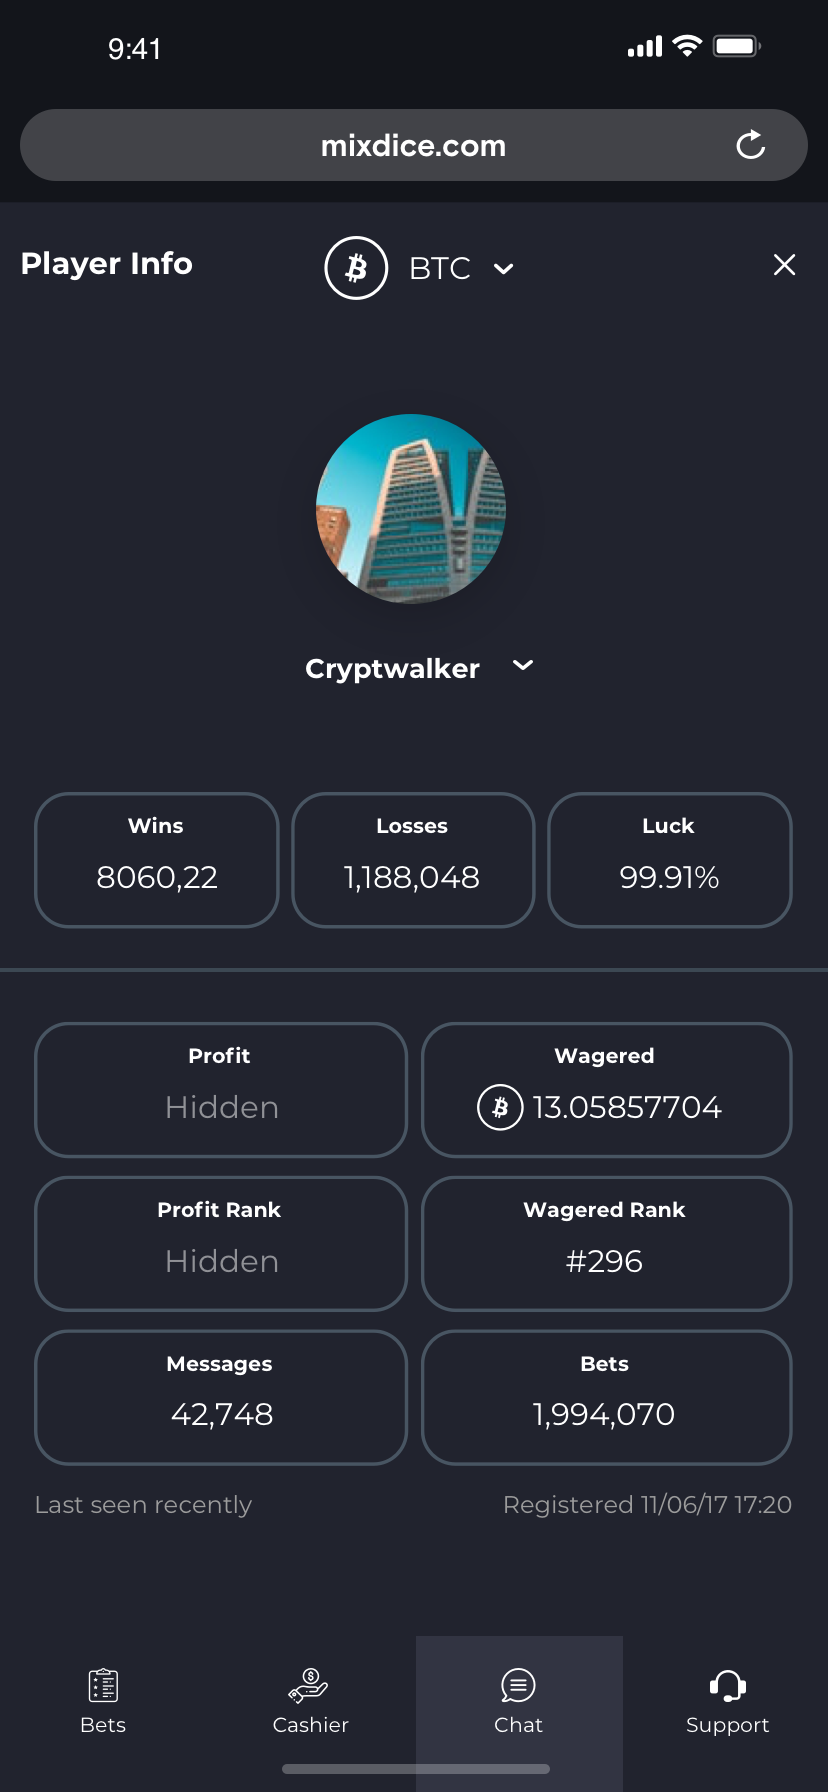 9:41
mixdice.com
Player Info
BTC
Cryptwalker
Wins Losses Luck
8060,22 1,188,048 99.91%
Profit Wagered
Hidden 13.05857704
Profit Rank Wagered Rank
Hidden #296
Messages Bets
42,748 1,994,070
Last seen recently Registered 11/06/17 17:20
Bets Cashier Chat Support